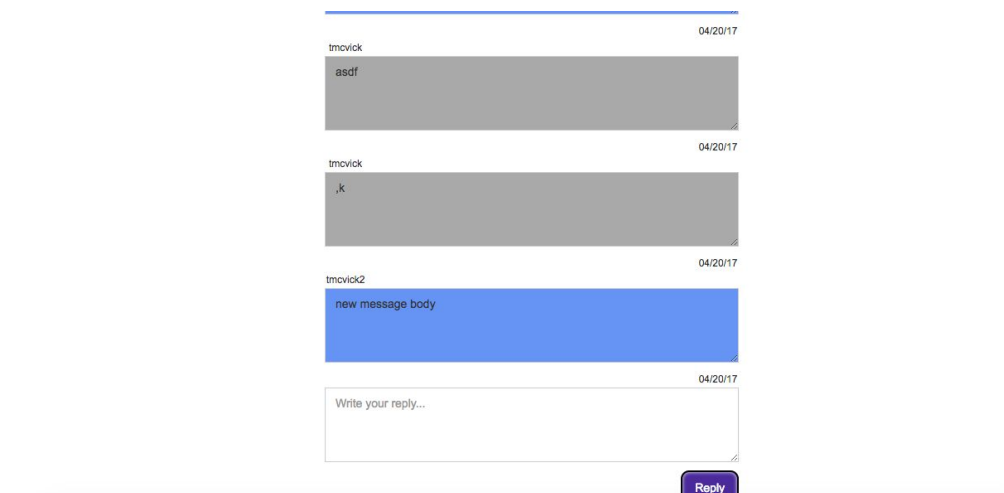 04/20/17
tmcvick
asdf
04/20/17
tmcvick
,k
04/20/17
tmcvick2
new message body
04/20/17
Write your reply...
Reply